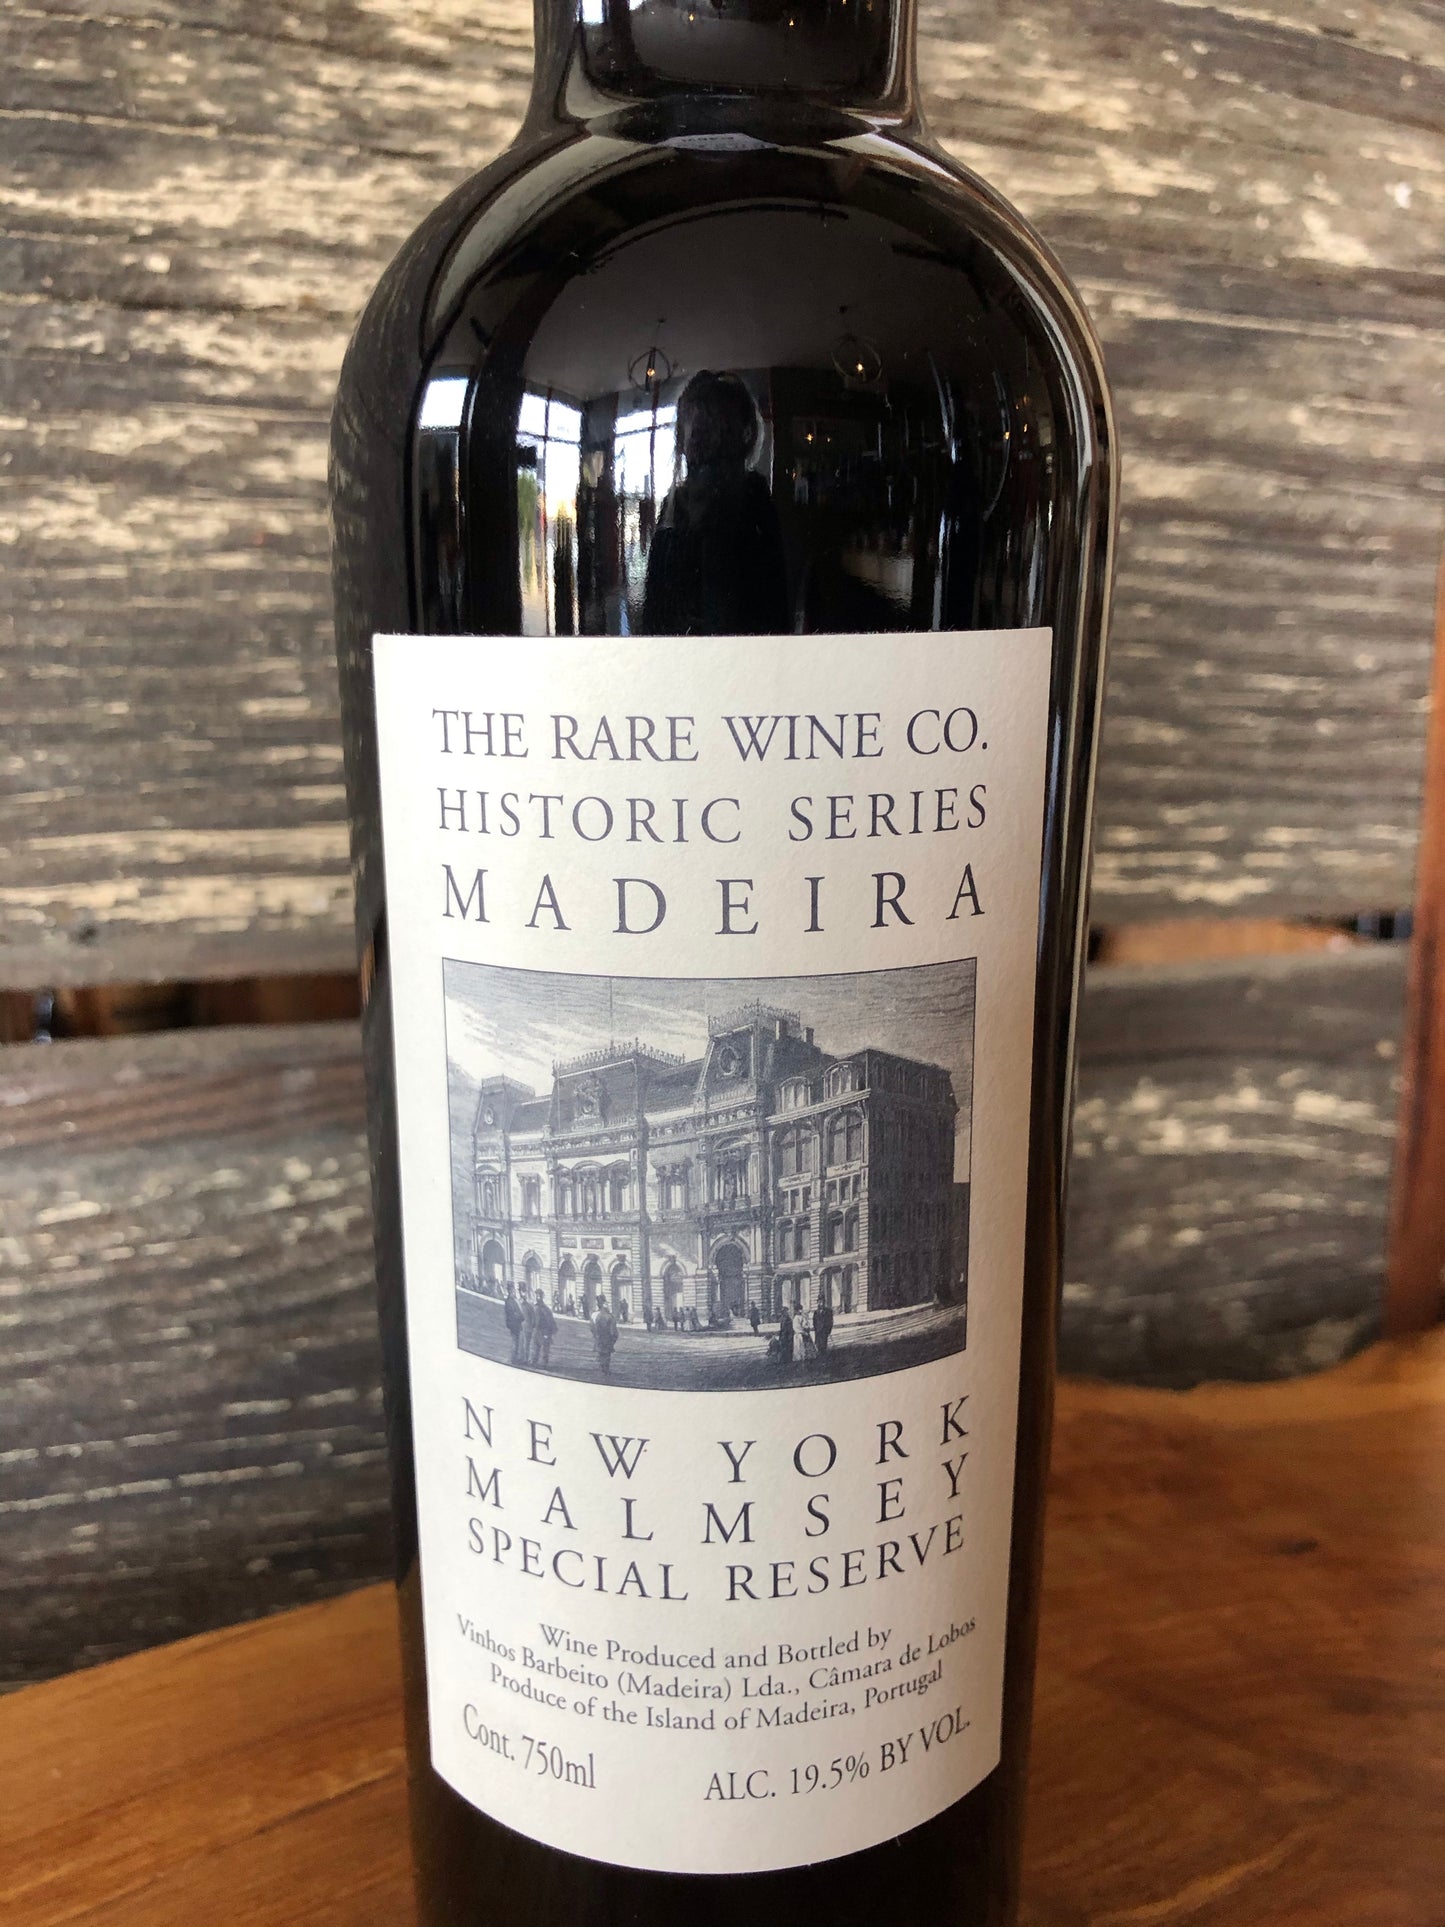 THE RARE WINE CO.
HISTORIC SERIES
MADEIRA
NEW YORK
MALMSEY
SPECIAL RESERVE
Wine Produced and Bottled by
Vinhos Barbeito (Madeira) Lda., Câmara de Lobos
Produce of the Island of Madeira, Portugal
Cont. 750ml ALC. 19.5% BY VOL.